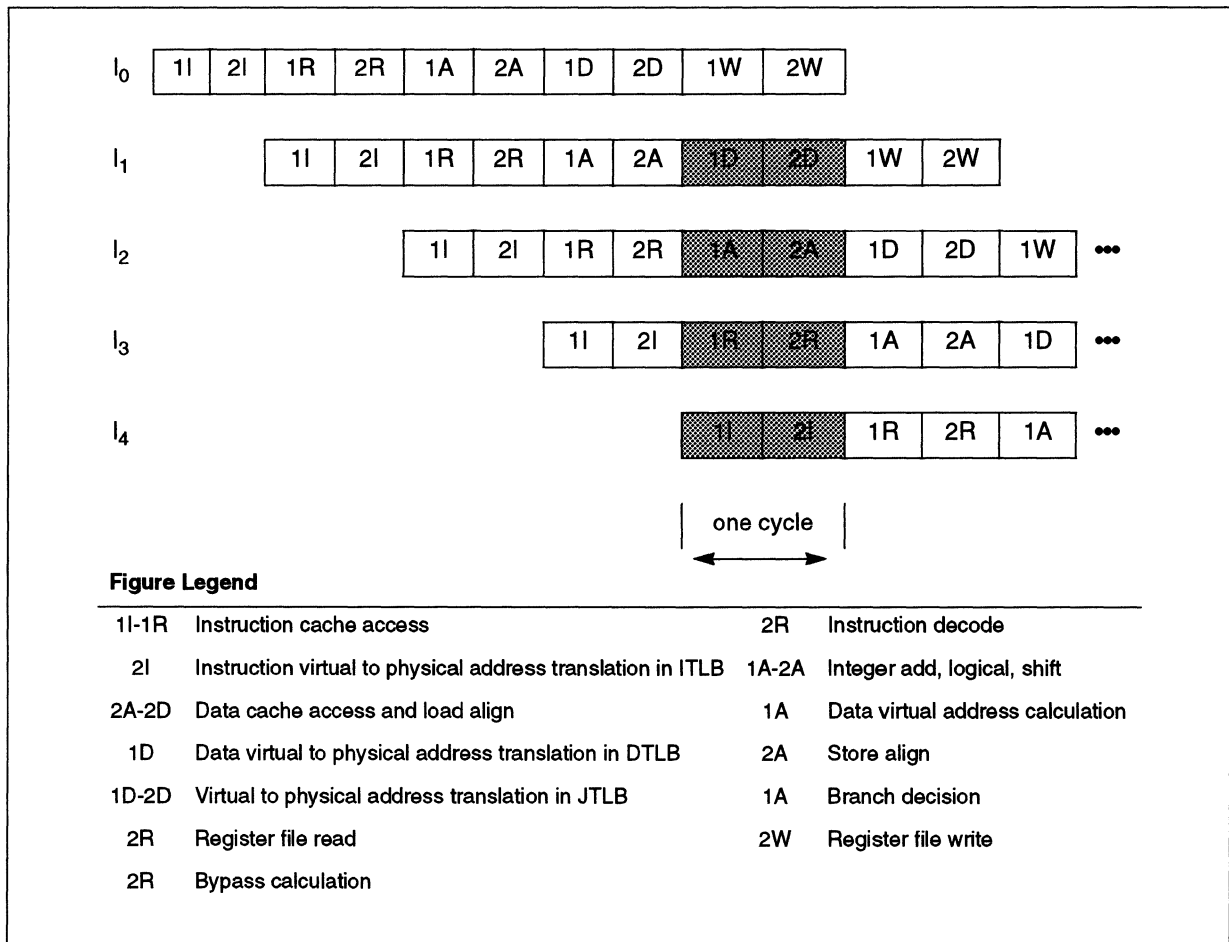 I0 1I 2I 1R 2R 1A 2A 1D 2D 1W 2W
I1 1I 2I 1R 2R 1A 2A 1D 2D 1W 2W
I2 1I 2I 1R 2R 1A 2A 1D 2D 1W •••
I3 1I 2I 1R 2R 1A 2A 1D •••
I4 1I 2I 1R 2R 1A •••
one cycle
Figure Legend
1I-1R Instruction cache access 2R Instruction decode
2I Instruction virtual to physical address translation in ITLB 1A-2A Integer add, logical, shift
2A-2D Data cache access and load align 1A Data virtual address calculation
1D Data virtual to physical address translation in DTLB 2A Store align
1D-2D Virtual to physical address translation in JTLB 1A Branch decision
2R Register file read 2W Register file write
2R Bypass calculation